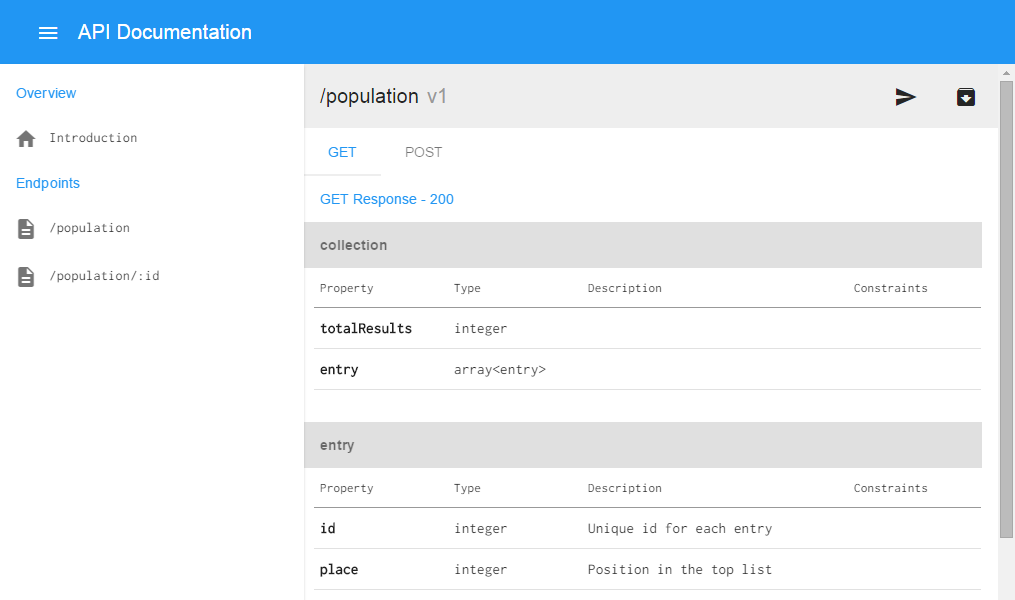 API Documentation
Overview
Introduction
Endpoints
/population
/population/:id
/population v1
GET POST
GET Response - 200
collection
Property Type Description Constraints
totalResults integer
entry array<entry>
entry
Property Type Description Constraints
id integer Unique id for each entry
place integer Position in the top list